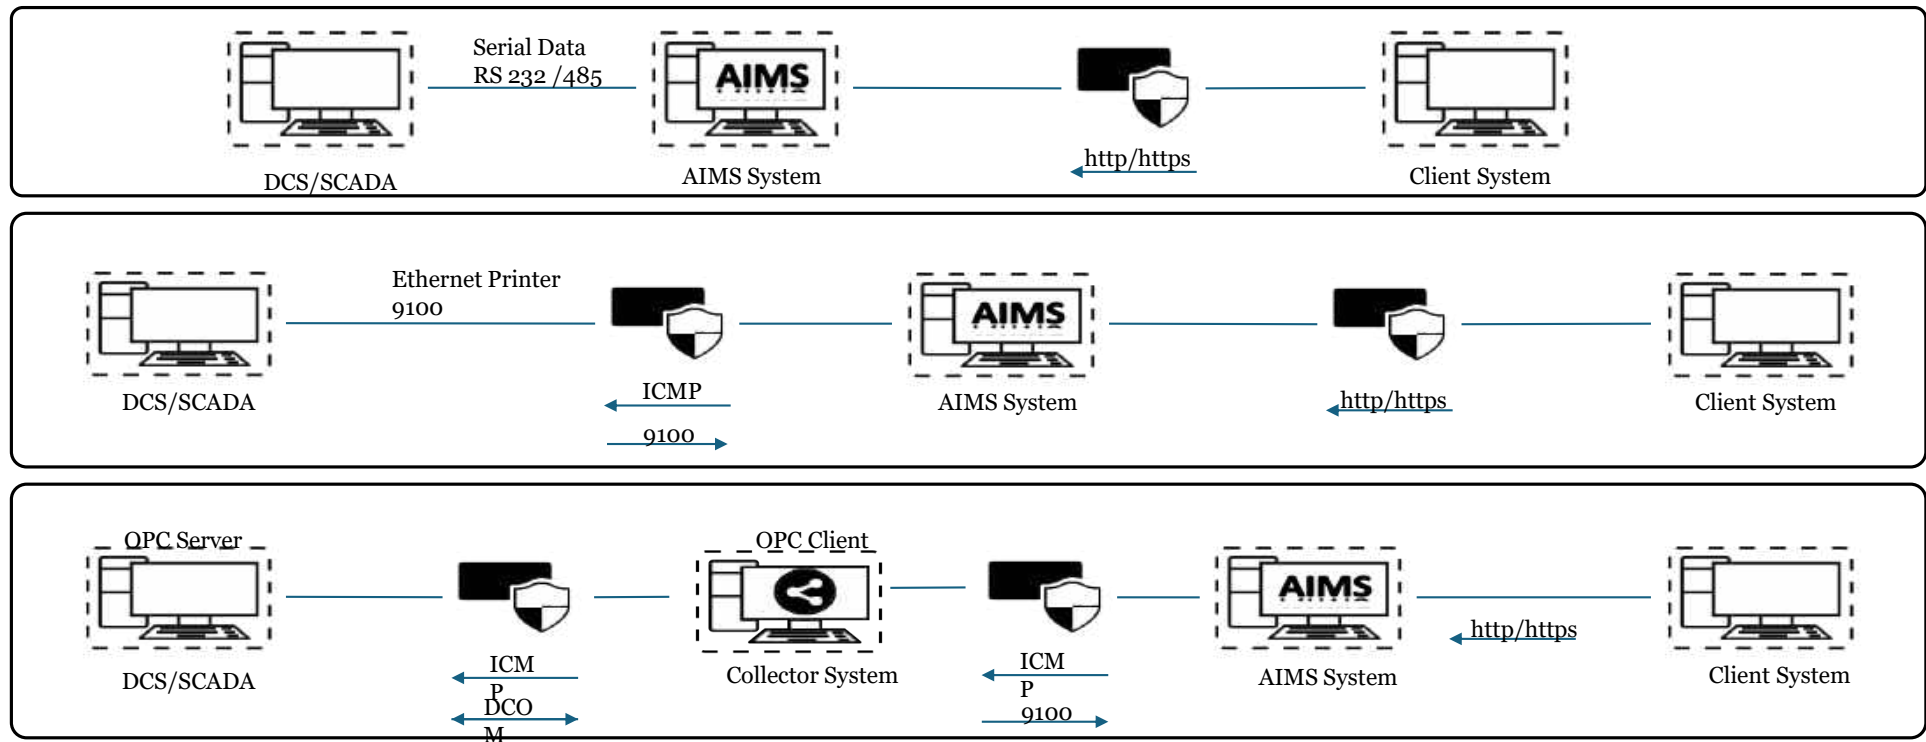 Serial Data
RS 232 /485
AIMS
DCS/SCADA
AIMS System
http/https
Client System
Ethernet Printer
9100
AIMS
DCS/SCADA
ICMP
9100
AIMS System
http/https
Client System
OPC Server
OPC Client
AIMS
DCS/SCADA
ICM
P
DCO
M
Collector System
ICM
P
9100
AIMS System
http/https
Client System